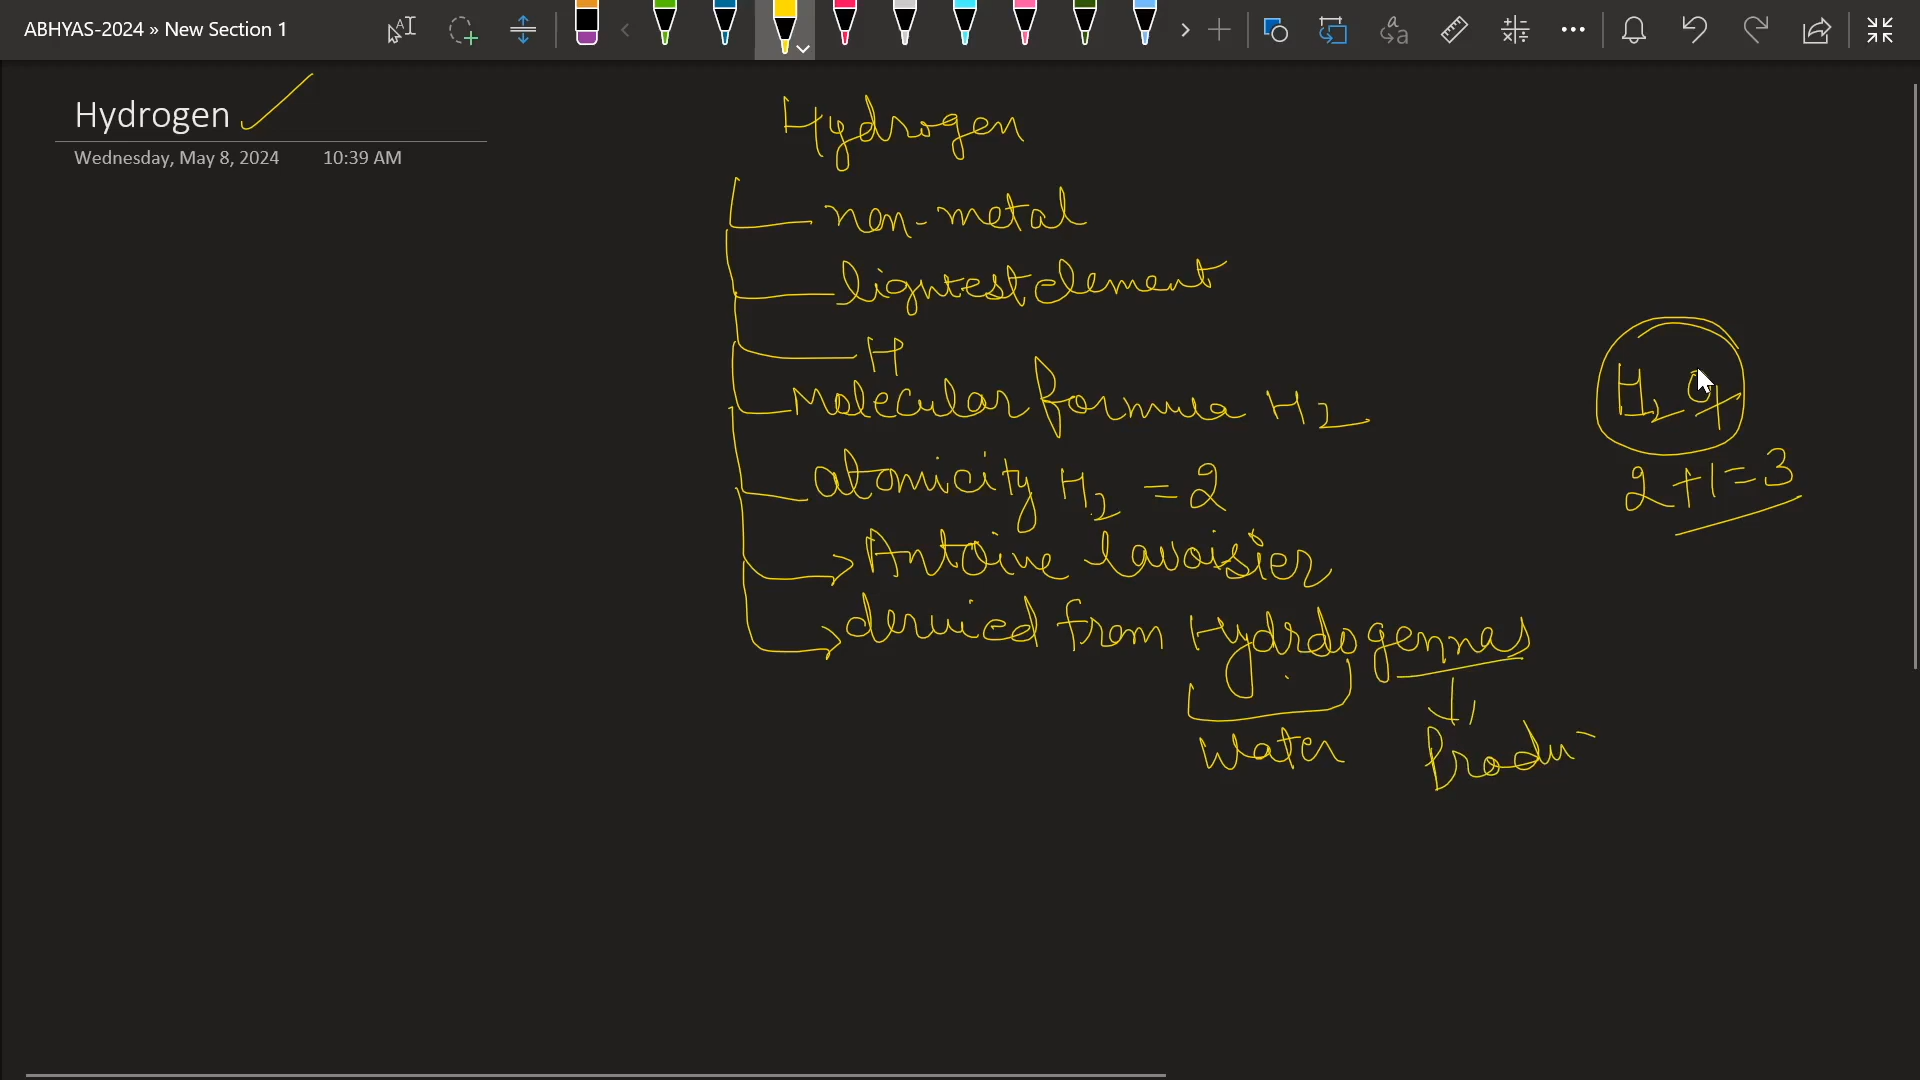 ABHYAS-2024 » New Section 1
Hydrogen
Wednesday, May 8, 2024 10:39 AM
Hydrogen
non-metal
lightest element
H
Molecular formula H2
atomicity H2 = 2
Antoine lavoisier
derived from Hydrdogennas
Water Produ
H2O
2+1=3